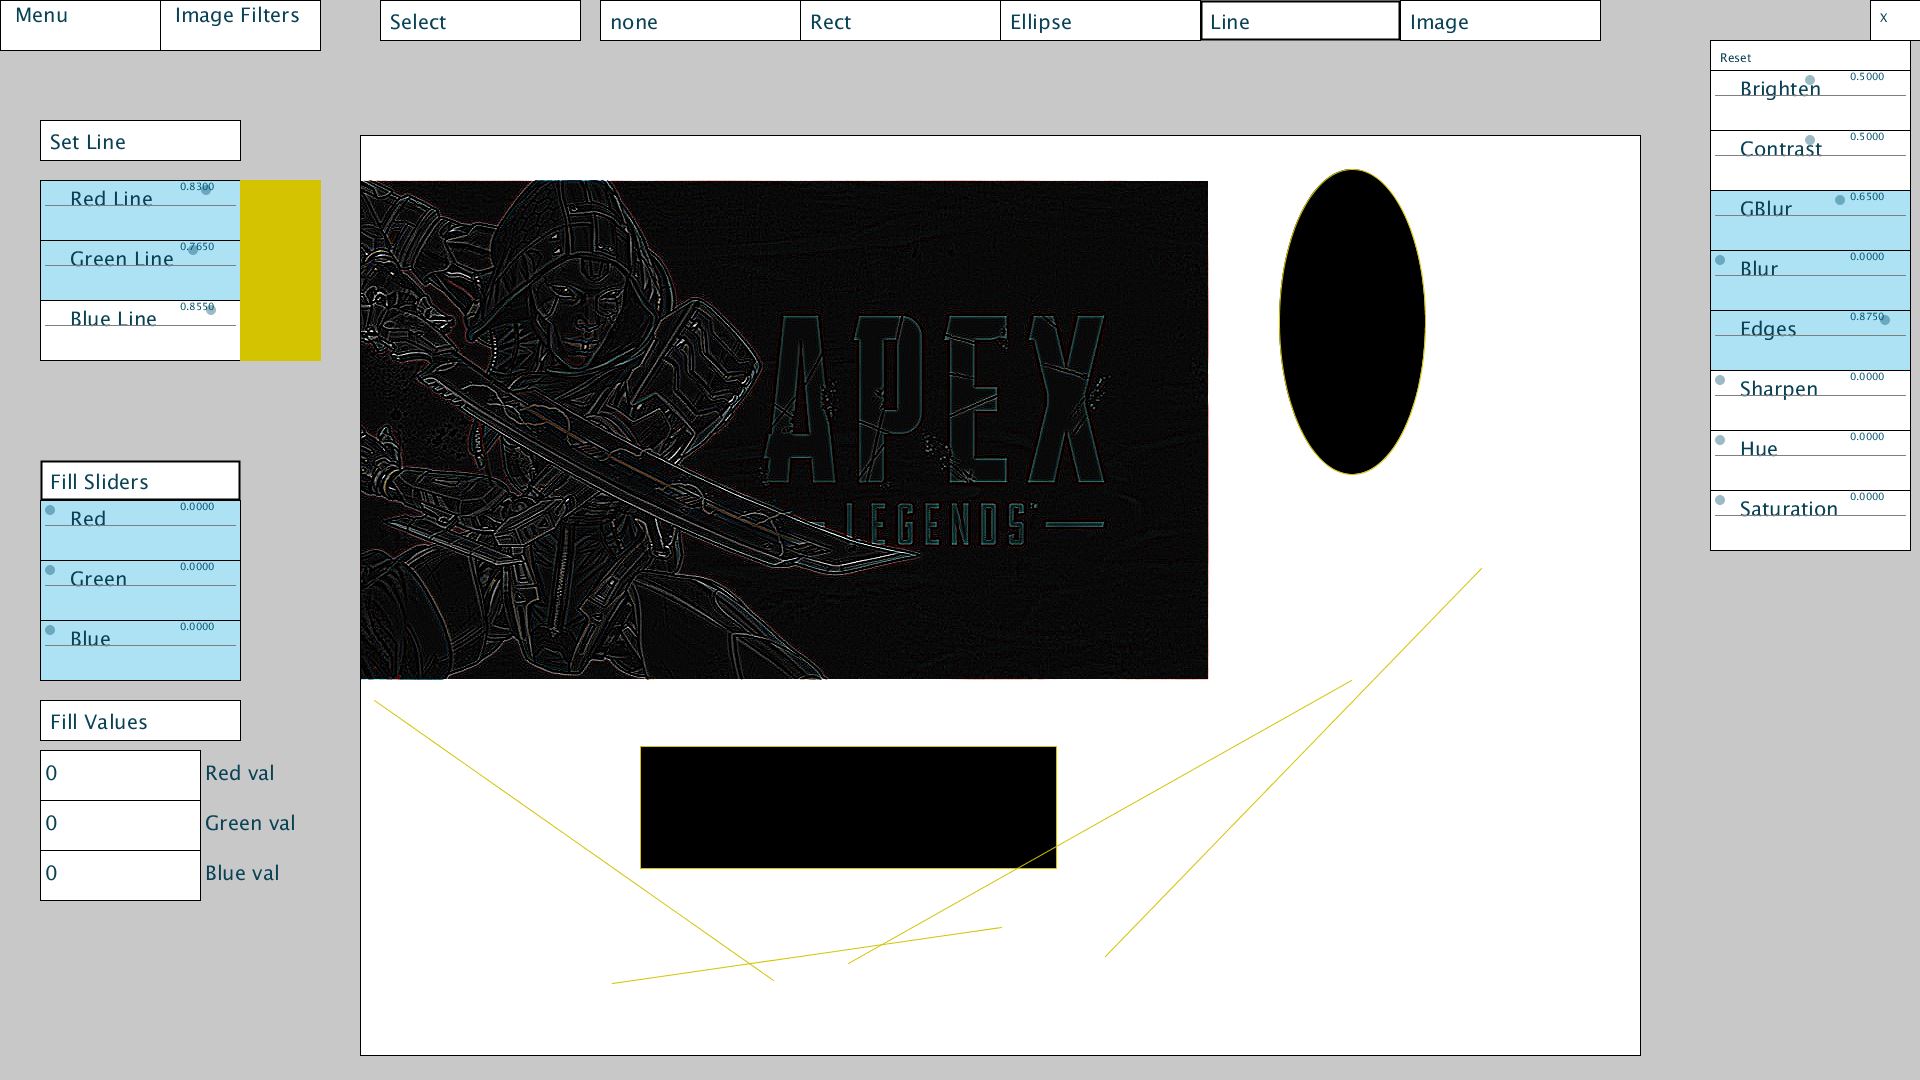 Menu
Image Filters
Select
none
Rect
Ellipse
Line
Image
X
Reset
Brighten 0.5000
Contrast 0.5000
GBlur 0.6500
Blur 0.0000
Edges 0.8750
Sharpen 0.0000
Hue 0.0000
Saturation 0.0000
Set Line
Red Line 0.8300
Green Line 0.7650
Blue Line 0.8550
Fill Sliders
Red 0.0000
Green 0.0000
Blue 0.0000
Fill Values
0 Red val
0 Green val
0 Blue val
APEX
LEGENDS